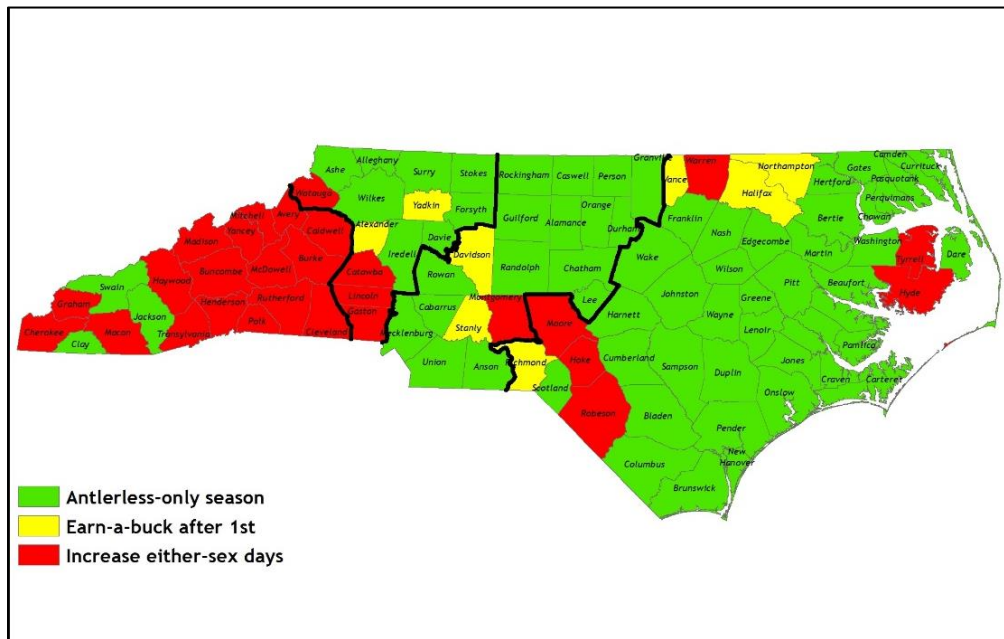 Alleghany
Ashe
Surry
Stokes
Rockingham
Caswell
Person
Granville
Vance
Warren
Northampton
Halifax
Hertford
Gates
Camden
Currituck
Pasquotank
Perquimans
Chowan
Bertie
Watauga
Wilkes
Yadkin
Forsyth
Guilford
Alamance
Orange
Durham
Franklin
Nash
Edgecombe
Martin
Washington
Tyrrell
Dare
Mitchell
Avery
Yancey
Caldwell
Alexander
Iredell
Davie
Davidson
Randolph
Chatham
Wake
Wilson
Pitt
Beaufort
Hyde
Madison
Buncombe
McDowell
Burke
Catawba
Rowan
Lee
Johnston
Greene
Swain
Haywood
Henderson
Rutherford
Lincoln
Cabarrus
Montgomery
Moore
Harnett
Wayne
Lenoir
Pamlico
Graham
Jackson
Polk
Cleveland
Gaston
Mecklenburg
Stanly
Cherokee
Macon
Clay
Transylvania
Union
Anson
Richmond
Scotland
Hoke
Cumberland
Sampson
Duplin
Jones
Craven
Carteret
Onslow
Robeson
Bladen
Pender
New
Hanover
Columbus
Brunswick
Antlerless-only season
Earn-a-buck after 1st
Increase either-sex days